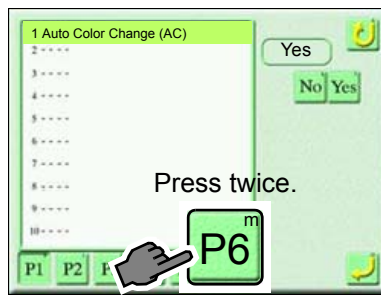 1 Auto Color Change (AC)
Yes
2 - - - -
3 - - - -
No Yes
4 - - - -
5 - - - -
6 - - - -
7 - - - -
8 - - - -
Press twice.
9 - - - -
10 - - - -
m
P6
P1 P2 P